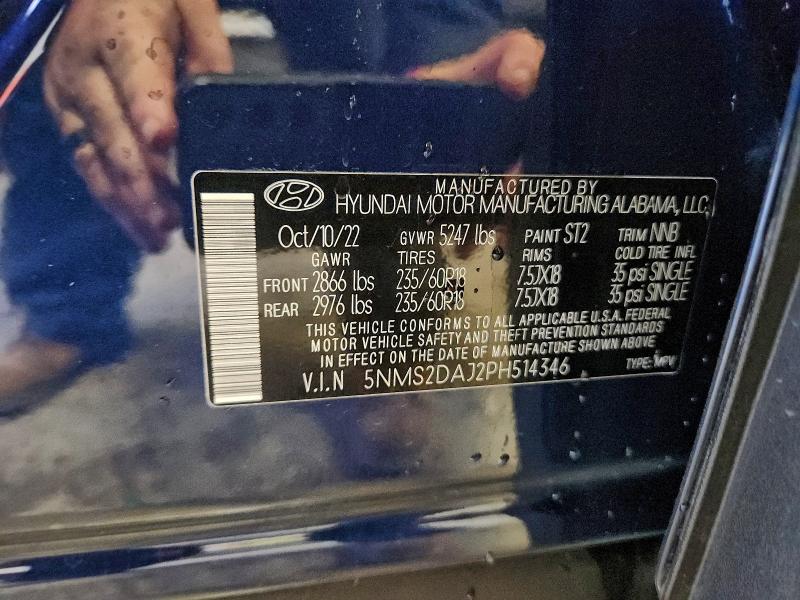 MANUFACTURED BY
HYUNDAI MOTOR MANUFACTURING ALABAMA, LLC.
Oct/10/22 GVWR 5247 lbs PAINT ST2 TRIM NNB
GAWR TIRES RIMS COLD TIRE INFL
FRONT 2866 lbs 235/60R18 7.5JX18 35 psi SINGLE
REAR 2976 lbs 235/60R18 7.5JX18 35 psi SINGLE
THIS VEHICLE CONFORMS TO ALL APPLICABLE U.S.A. FEDERAL
MOTOR VEHICLE SAFETY AND THEFT PREVENTION STANDARDS
IN EFFECT ON THE DATE OF MANUFACTURE SHOWN ABOVE
V.I.N 5NMS2DAJ2PH514346 TYPE: MPV